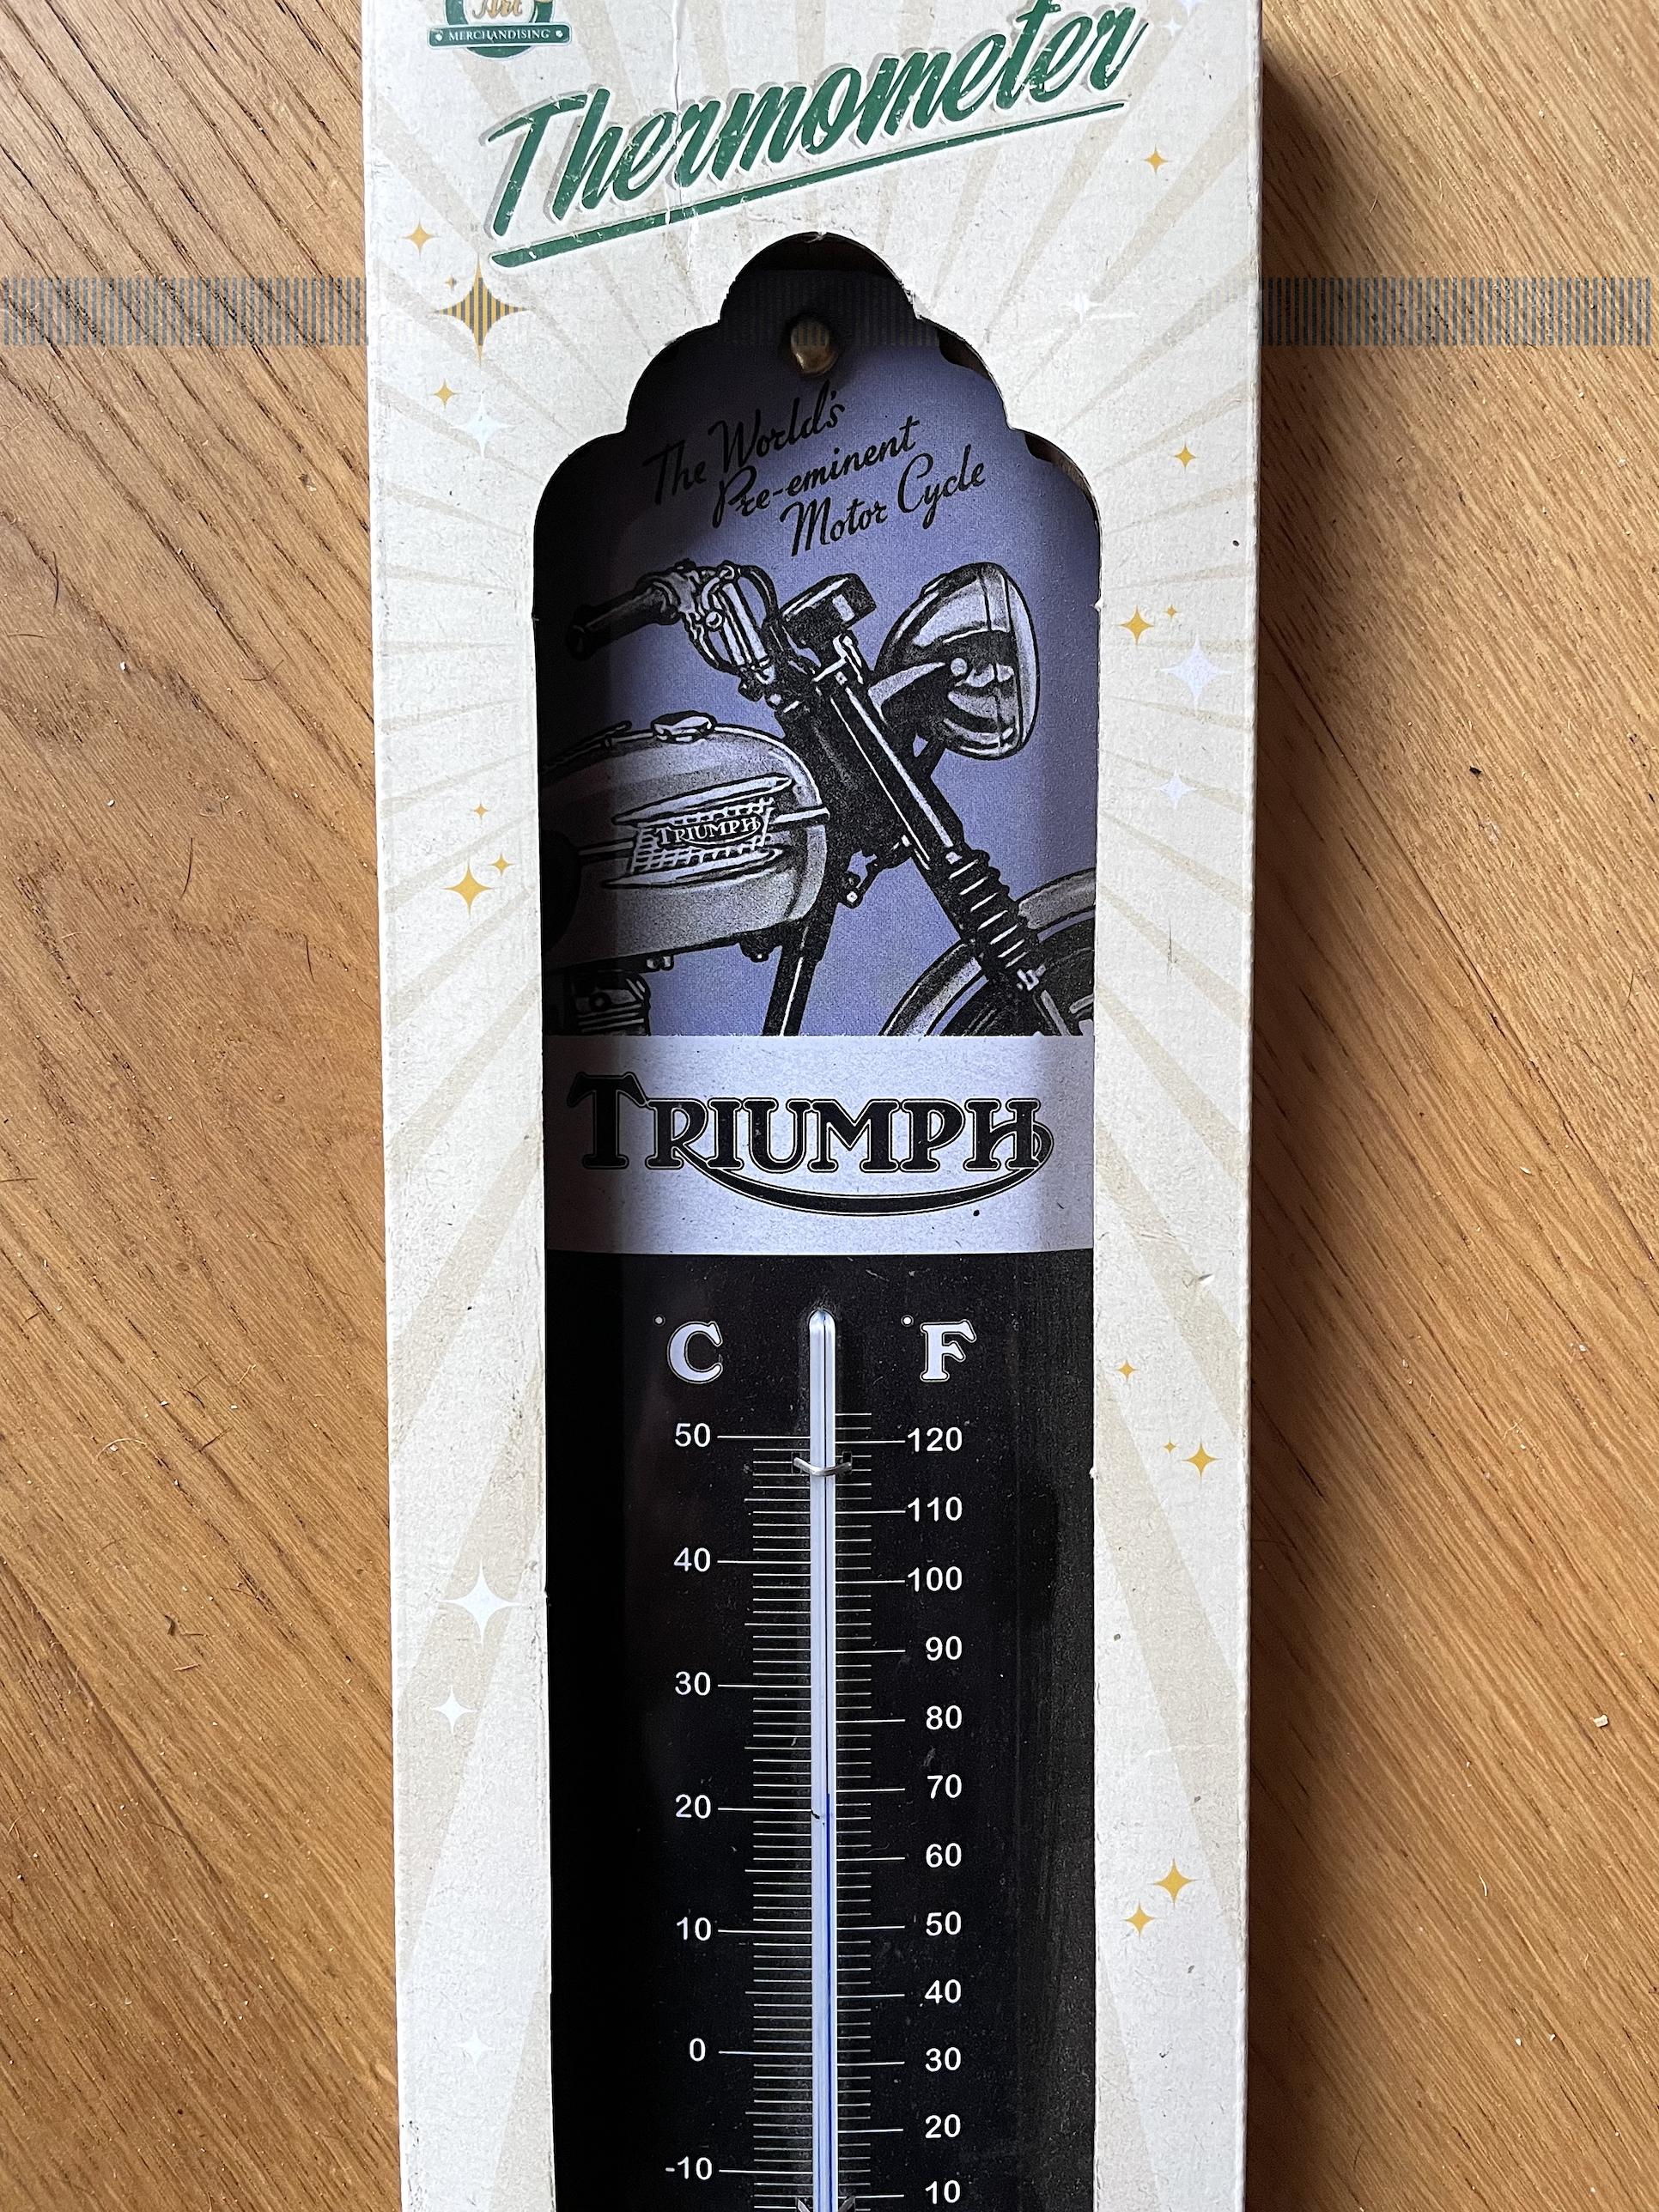 Art
MERCHANDISING
Thermometer
The World's
Pre-eminent
Motor Cycle
TRIUMPH
TRIUMPH
°C °F
50 120
110
40 100
90
30 80
70
20
60
10 50
40
0 30
20
-10 10